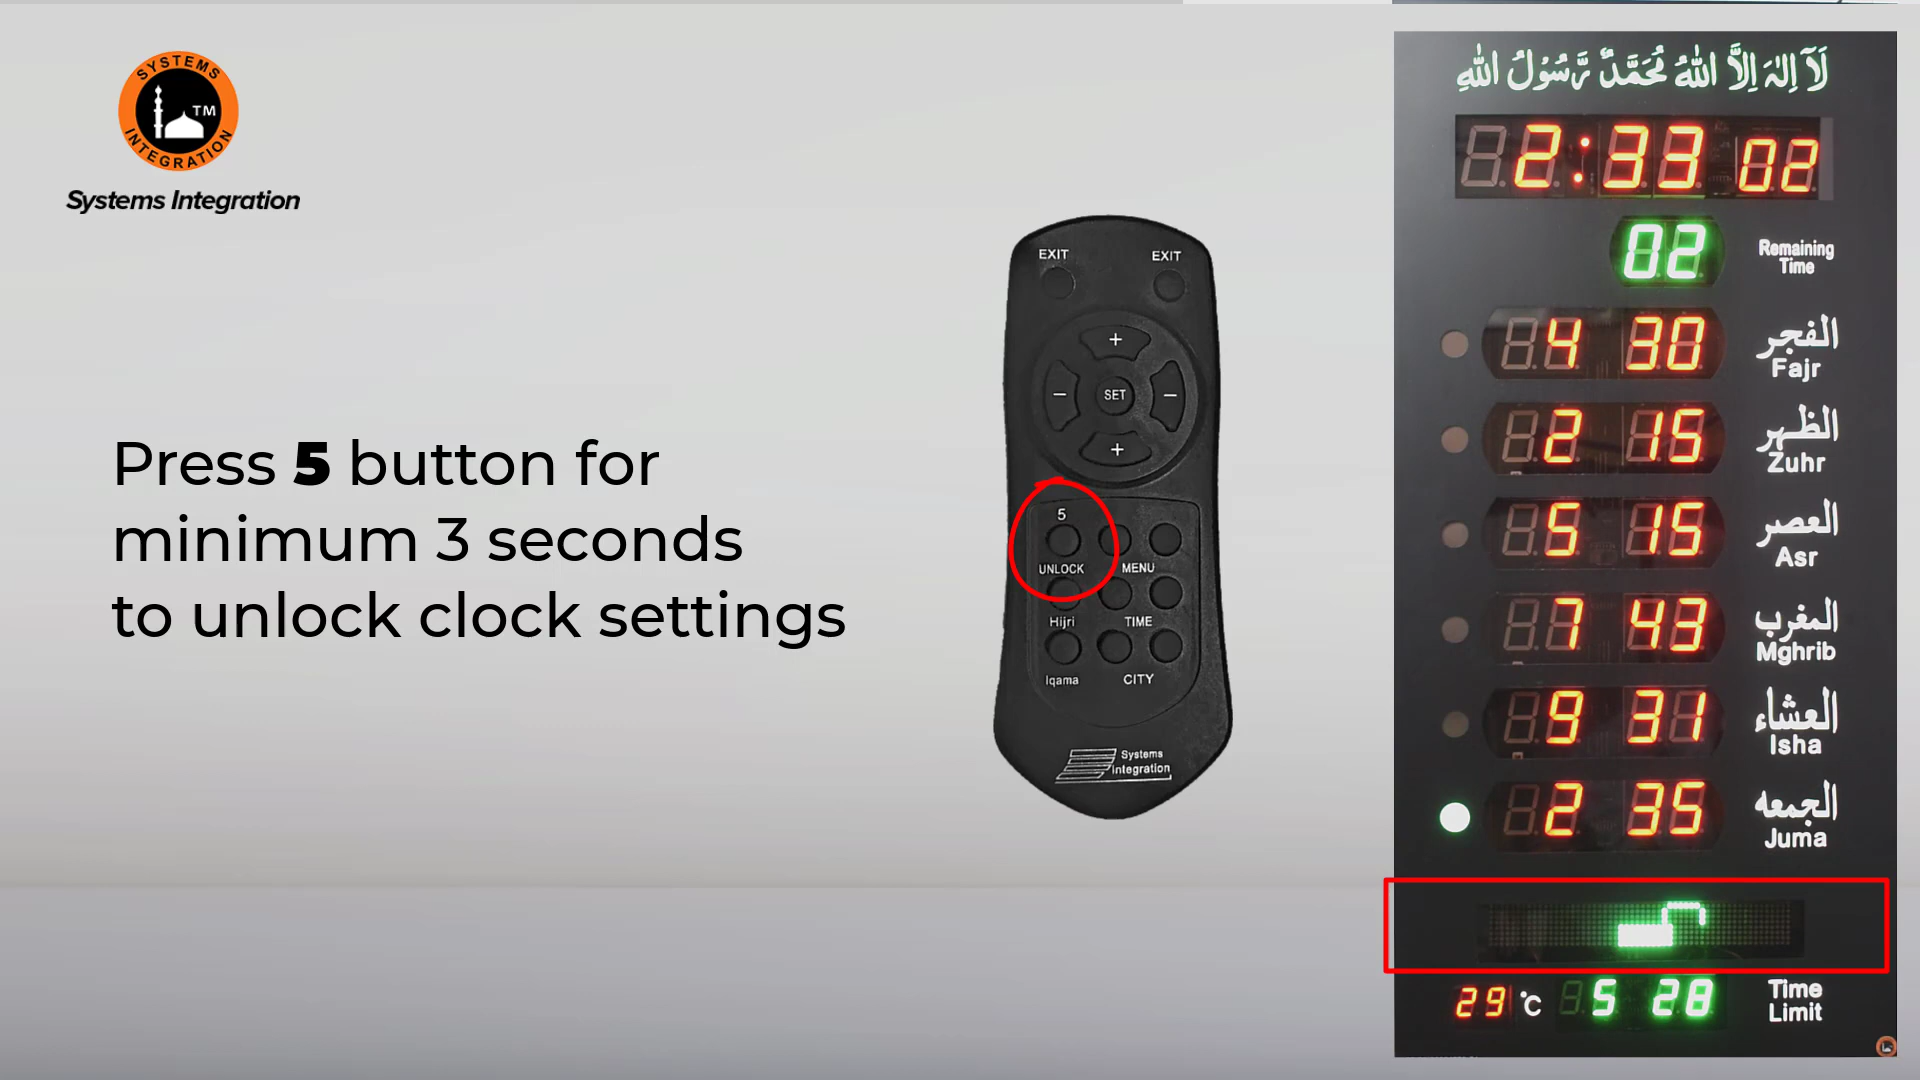 SYSTEMS
TM
INTEGRATION
Systems Integration
Press 5 button for
minimum 3 seconds
to unlock clock settings
EXIT EXIT
+
− SET −
+
5
UNLOCK MENU
Hijri TIME
Iqama CITY
Systems
Integration
لَآ اِلٰهَ اِلَّا اللهُ مُحَمَّدٌ رَّسُوْلُ اللهِ
2:33 02
02 Remaining
Time
4 30 الفجر
Fajr
2 15 الظهر
Zuhr
5 15 العصر
Asr
7 43 المغرب
Mghrib
9 31 العشاء
Isha
2 35 الجمعه
Juma
29 °C 5 28 Time
Limit